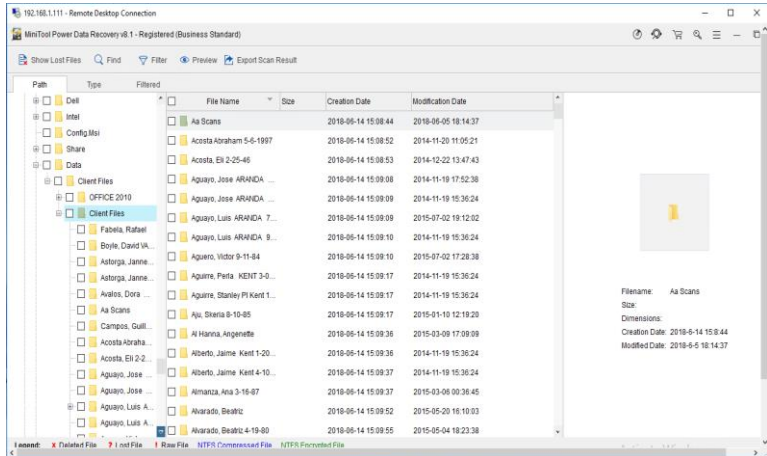 192.168.1.111 - Remote Desktop Connection
MiniTool Power Data Recovery v8.1 - Registered (Business Standard)
Show Lost Files Find Filter Preview Export Scan Result
Path Type Filtered
Dell
Intel
Config.Msi
Share
Data
Client Files
OFFICE 2010
Client Files
Fabela, Rafael
Boyle, David VA...
Astorga, Janne...
Astorga, Janne...
Avalos, Dora ...
Aa Scans
Campos, Guill...
Acosta Abraha...
Acosta, Eli 2-2...
Aguayo, Jose ...
Aguayo, Jose ...
Aguayo, Luis A...
Aguayo, Luis A...
File Name Size Creation Date Modification Date
Aa Scans 2018-06-14 15:08:44 2018-06-05 18:14:37
Acosta Abraham 5-6-1997 2018-06-14 15:08:52 2014-11-20 11:05:21
Acosta, Eli 2-25-46 2018-06-14 15:08:53 2014-12-22 13:47:43
Aguayo, Jose ARANDA ... 2018-06-14 15:09:08 2014-11-19 17:52:38
Aguayo, Jose ARANDA ... 2018-06-14 15:09:09 2014-11-19 15:36:24
Aguayo, Luis ARANDA 7... 2018-06-14 15:09:09 2015-07-02 19:12:02
Aguayo, Luis ARANDA 9... 2018-06-14 15:09:10 2014-11-19 15:36:24
Aguero, Victor 9-11-84 2018-06-14 15:09:10 2015-07-02 17:28:38
Aguirre, Perla KENT 3-0... 2018-06-14 15:09:17 2014-11-19 15:36:24
Aguirre, Stanley PI Kent 1... 2018-06-14 15:09:17 2014-11-19 15:36:24
Aju, Skeria 8-10-85 2018-06-14 15:09:17 2015-01-10 12:19:20
Al Hanna, Angenette 2018-06-14 15:09:36 2015-03-09 17:09:09
Alberto, Jaime Kent 1-20... 2018-06-14 15:09:36 2014-11-19 15:36:24
Alberto, Jaime Kent 4-10... 2018-06-14 15:09:37 2014-11-19 15:36:24
Almanza, Ana 3-16-87 2018-06-14 15:09:37 2015-03-06 00:36:45
Alvarado, Beatriz 2018-06-14 15:09:52 2015-05-20 16:10:03
Alvarado, Beatriz 4-19-80 2018-06-14 15:09:55 2015-05-04 18:23:38
Filename: Aa Scans
Size:
Dimensions:
Creation Date: 2018-6-14 15:8:44
Modified Date: 2018-6-5 18:14:37
Legend: X Deleted File ? Lost File ! Raw File NTFS Compressed File NTFS Encrypted File